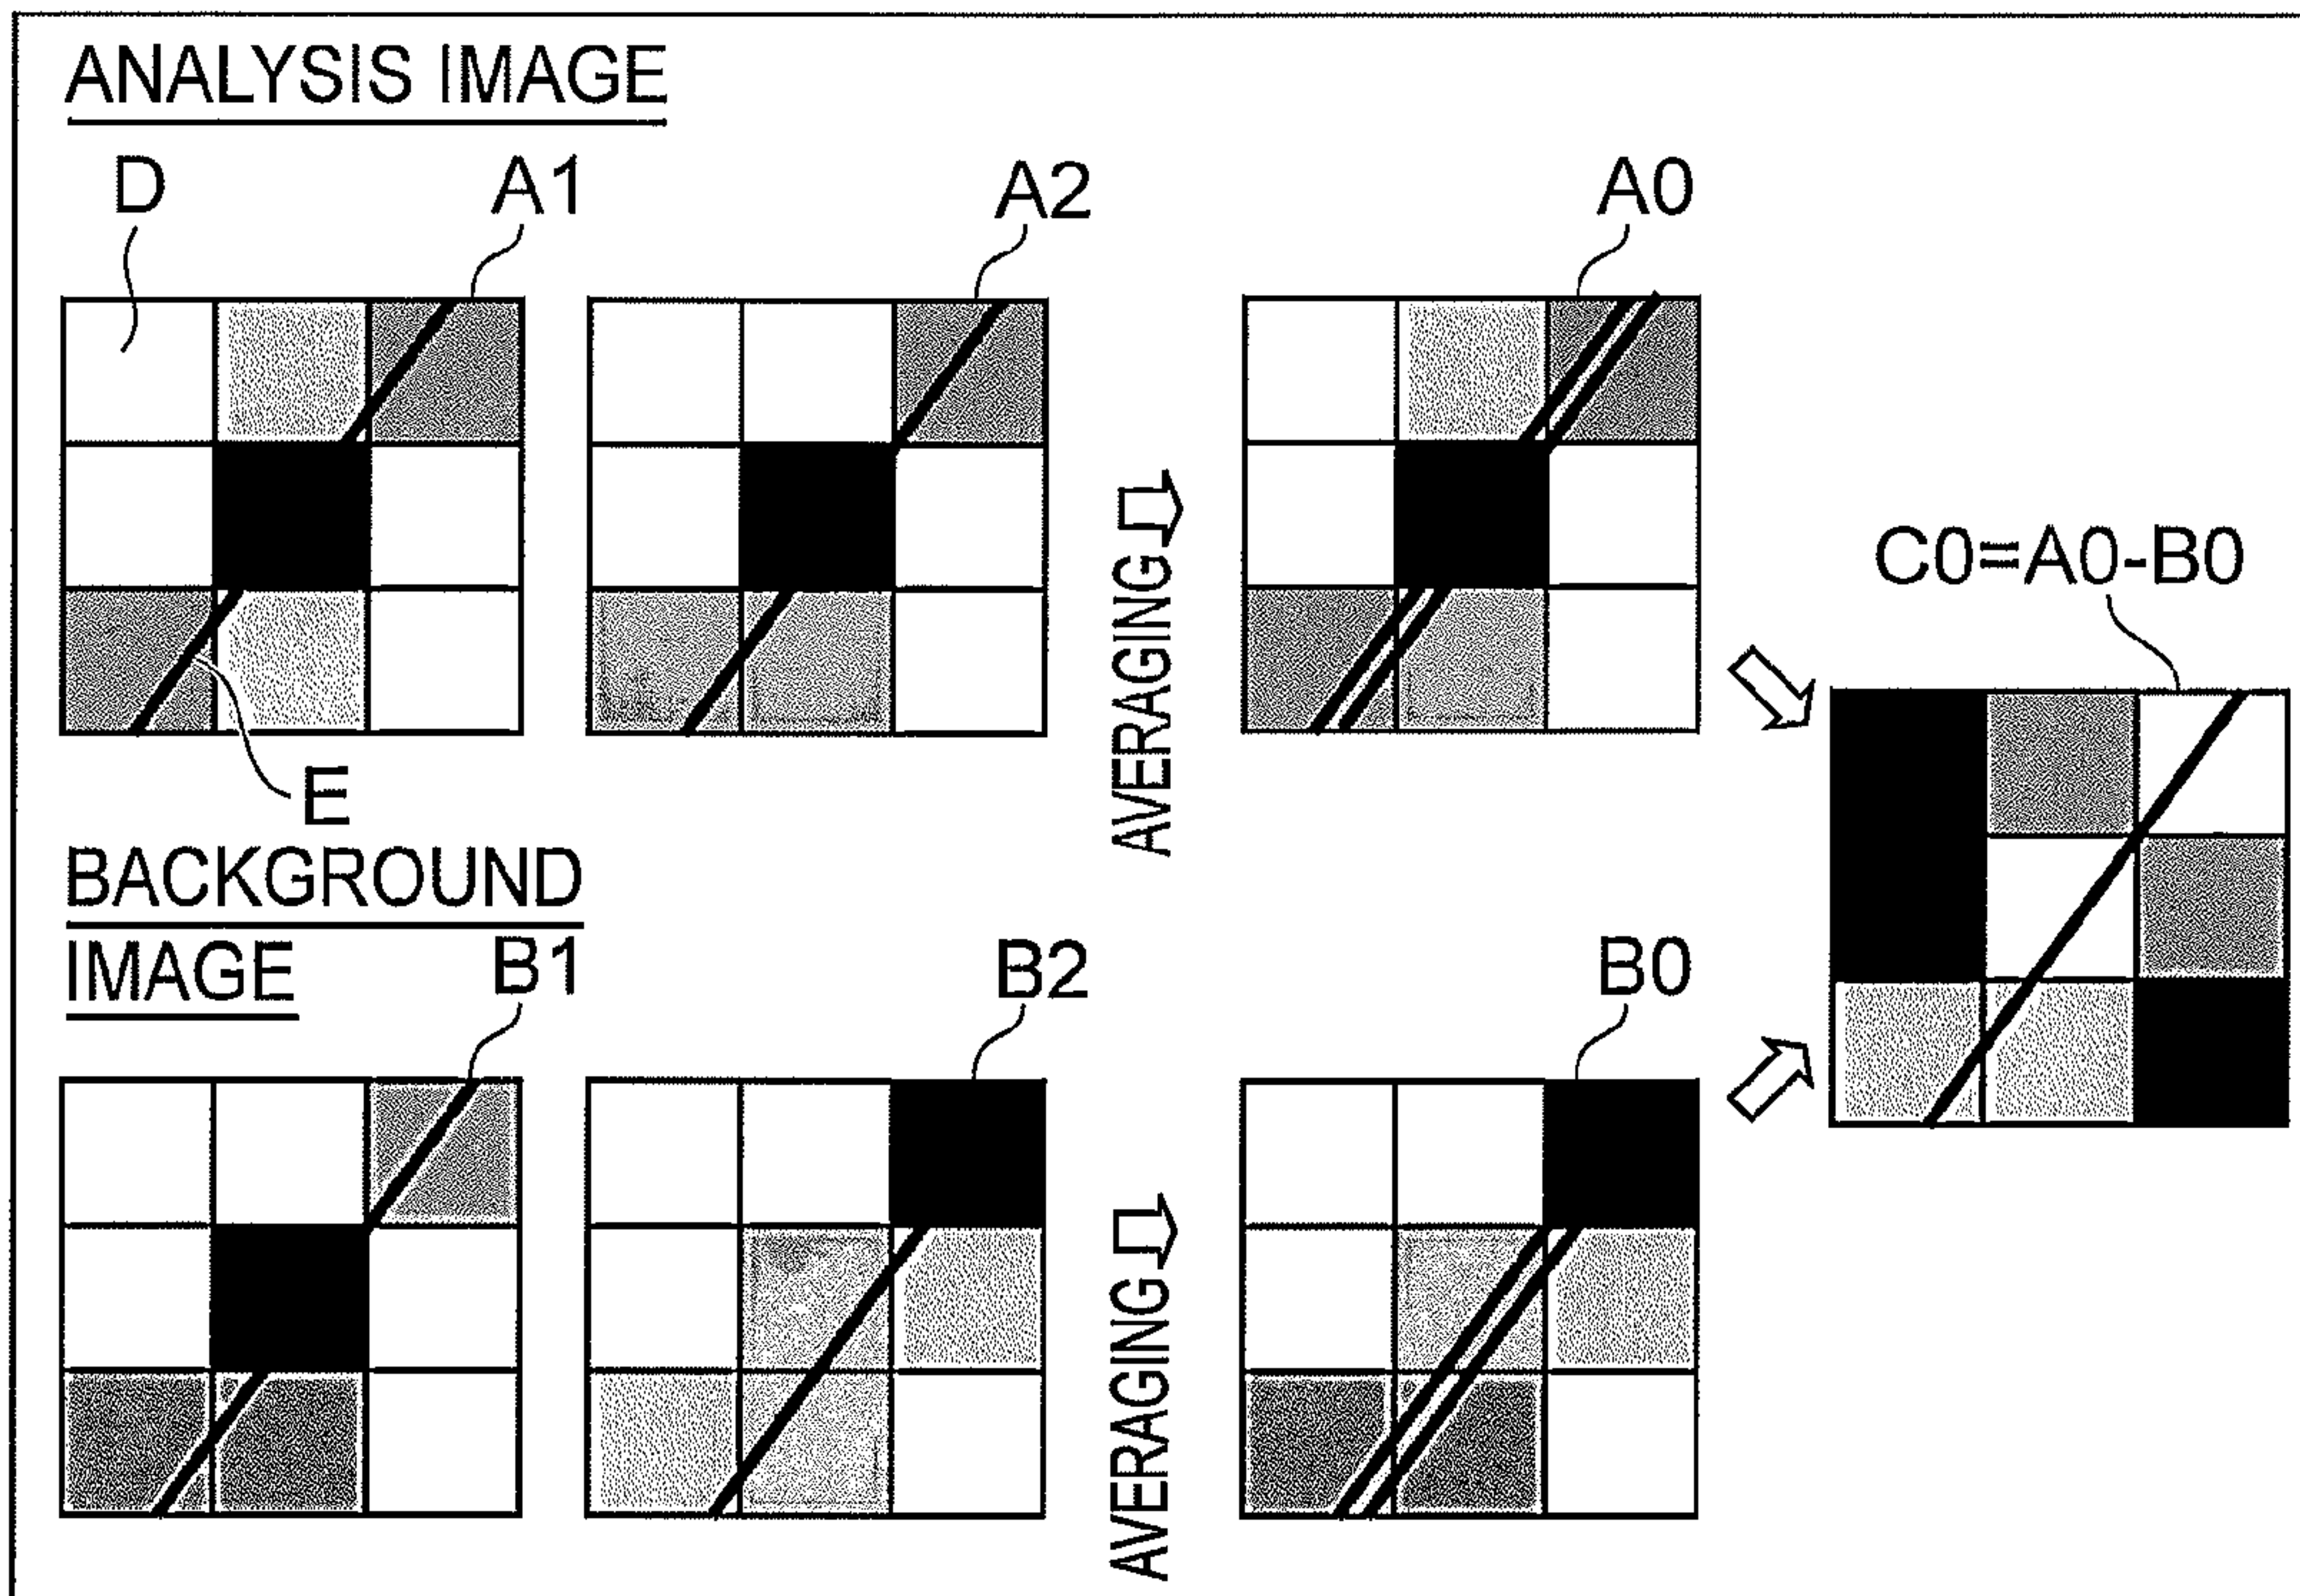 ANALYSIS IMAGE
D A1 A2 A0
AVERAGING
C0=A0-B0
E
BACKGROUND
IMAGE
B1 B2 B0
AVERAGING